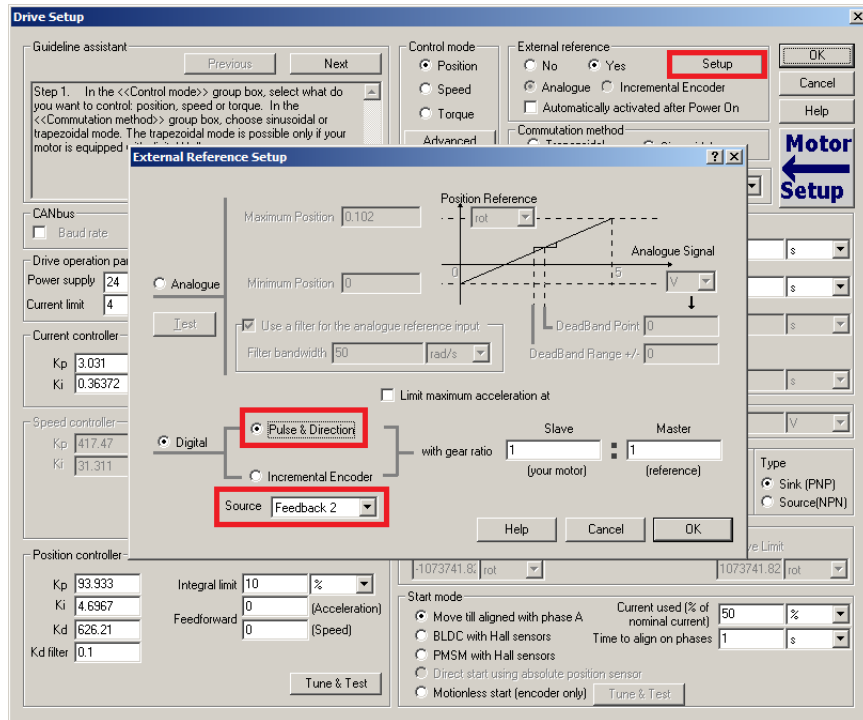 Drive Setup
Guideline assistant
Previous
Next
Step 1. In the <<Control mode>> group box, select what do
you want to control: position, speed or torque. In the
<<Commutation method>> group box, choose sinusoidal or
trapezoidal mode. The trapezoidal mode is possible only if your
motor is equipped
Control mode
Position
Speed
Torque
Advanced
External reference
No
Yes
Setup
Analogue
Incremental Encoder
Automatically activated after Power On
Commutation method
OK
Cancel
Help
Motor
Setup
CANbus
Baud rate
Drive operation par
Power supply 24
Current limit 4
Current controller
Kp 3.031
Ki 0.36372
Speed controller
Kp 417.47
Ki 31.311
External Reference Setup
Analogue
Test
Maximum Position 0.102
Minimum Position 0
Position Reference
rot
Analogue Signal
0
5
V
Use a filter for the analogue reference input
Filter bandwidth 50 rad/s
DeadBand Point 0
DeadBand Range +/- 0
Limit maximum acceleration at
Digital
Pulse & Direction
Incremental Encoder
Source Feedback 2
with gear ratio
Slave
1
(your motor)
:
Master
1
(reference)
Help
Cancel
OK
s
s
s
s
V
Type
Sink (PNP)
Source(NPN)
ve Limit
-1073741.82 rot
1073741.82 rot
Position controller
Kp 93.933
Ki 4.6967
Kd 626.21
Kd filter 0.1
Integral limit 10 %
Feedforward
0 (Acceleration)
0 (Speed)
Tune & Test
Start mode
Move till aligned with phase A
BLDC with Hall sensors
PMSM with Hall sensors
Direct start using absolute position sensor
Motionless start (encoder only)
Tune & Test
Current used (% of
nominal current) 50 %
Time to align on phases 1 s